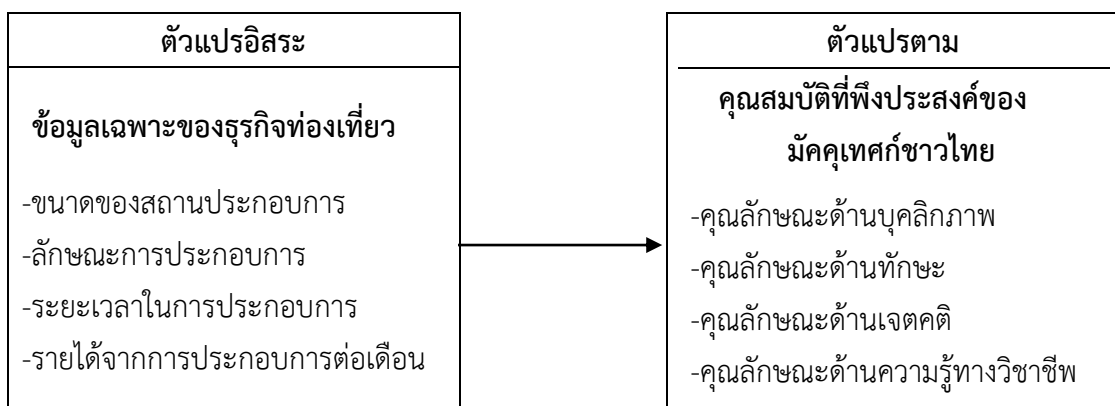 ตัวแปรอิสระ
ข้อมูลเฉพาะของธุรกิจท่องเที่ยว
-ขนาดของสถานประกอบการ
-ลักษณะการประกอบการ
-ระยะเวลาในการประกอบการ
-รายได้จากการประกอบการต่อเดือน
ตัวแปรตาม
คุณสมบัติที่พึงประสงค์ของ
มัคคุเทศก์ชาวไทย
-คุณลักษณะด้านบุคลิกภาพ
-คุณลักษณะด้านทักษะ
-คุณลักษณะด้านเจตคติ
-คุณลักษณะด้านความรู้ทางวิชาชีพ